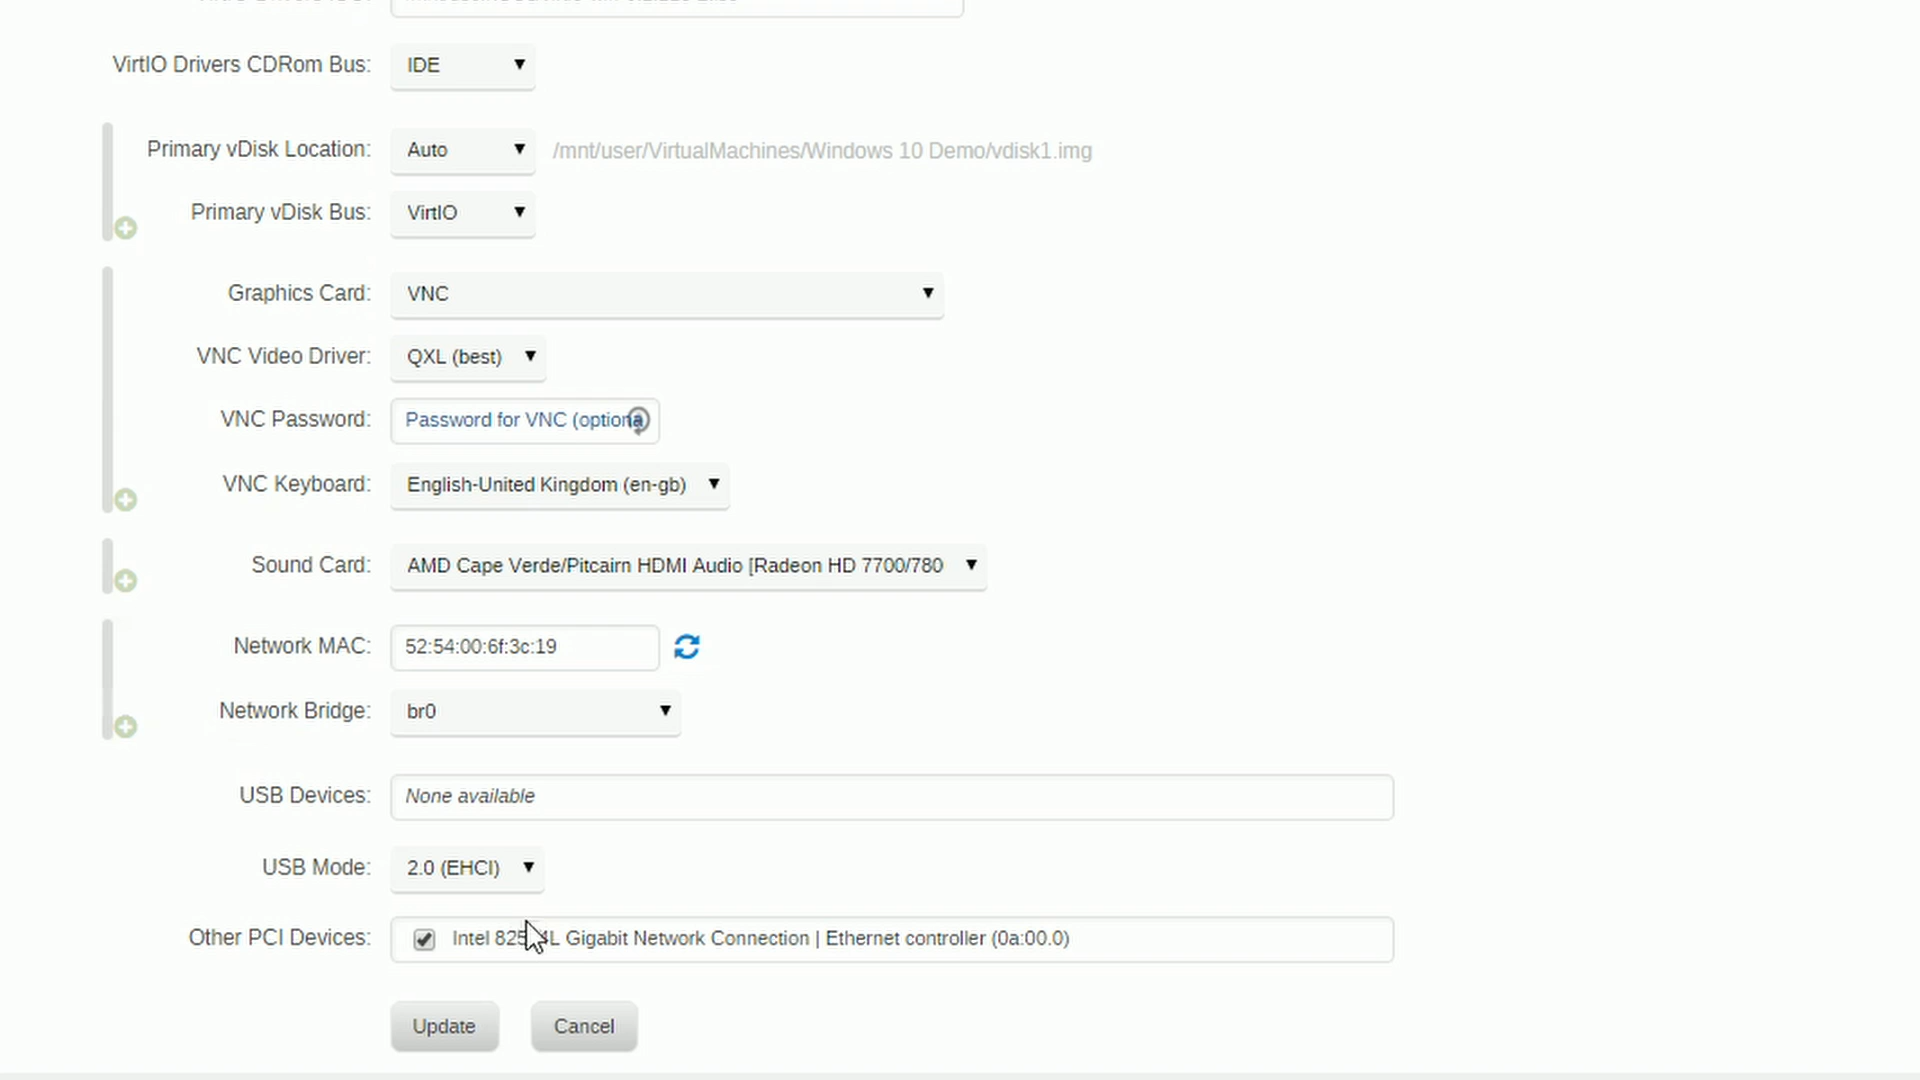 VirtIO Drivers CDRom Bus: IDE
Primary vDisk Location: Auto /mnt/user/VirtualMachines/Windows 10 Demo/vdisk1.img
Primary vDisk Bus: VirtIO
Graphics Card: VNC
VNC Video Driver: QXL (best)
VNC Password: Password for VNC (optiona
VNC Keyboard: English-United Kingdom (en-gb)
Sound Card: AMD Cape Verde/Pitcairn HDMI Audio [Radeon HD 7700/780
Network MAC: 52:54:00:6f:3c:19
Network Bridge: br0
USB Devices: None available
USB Mode: 2.0 (EHCI)
Other PCI Devices: Intel Gigabit Network Connection | Ethernet controller (0a:00.0)
Update Cancel